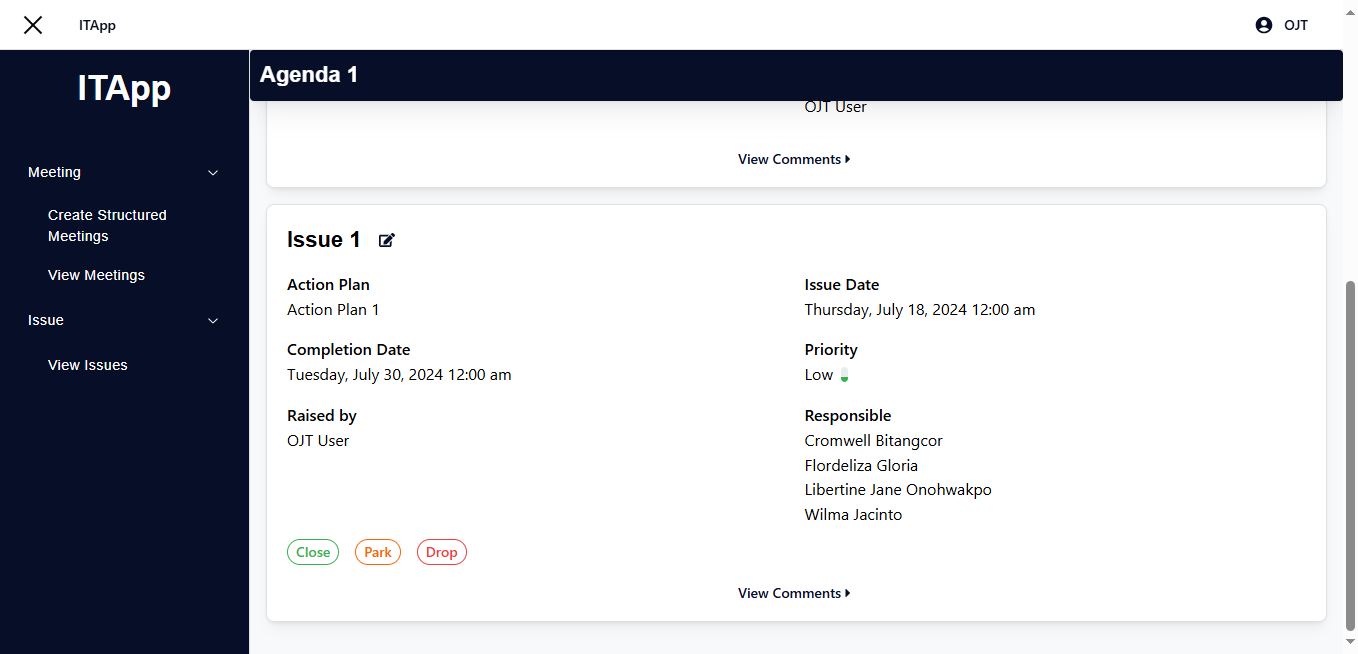 ITApp
OJT
ITApp
Meeting
Create Structured
Meetings
View Meetings
Issue
View Issues
Agenda 1
OJT User
View Comments
Issue 1
Action Plan
Action Plan 1
Issue Date
Thursday, July 18, 2024 12:00 am
Completion Date
Tuesday, July 30, 2024 12:00 am
Priority
Low
Raised by
OJT User
Responsible
Cromwell Bitangcor
Flordeliza Gloria
Libertine Jane Onohwakpo
Wilma Jacinto
Close
Park
Drop
View Comments